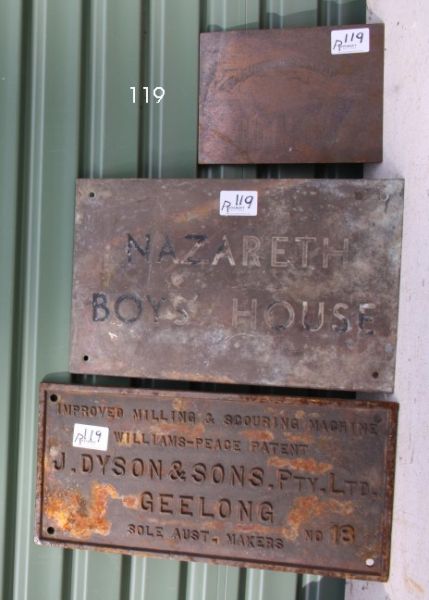 119
119
119
NAZARETH
BOYS HOUSE
IMPROVED MILLING & SCOURING MACHINE
WILLIAMS-PEACE PATENT
119
J. DYSON & SONS. PTY. LTD.
GEELONG
SOLE AUST. MAKERS NO 18